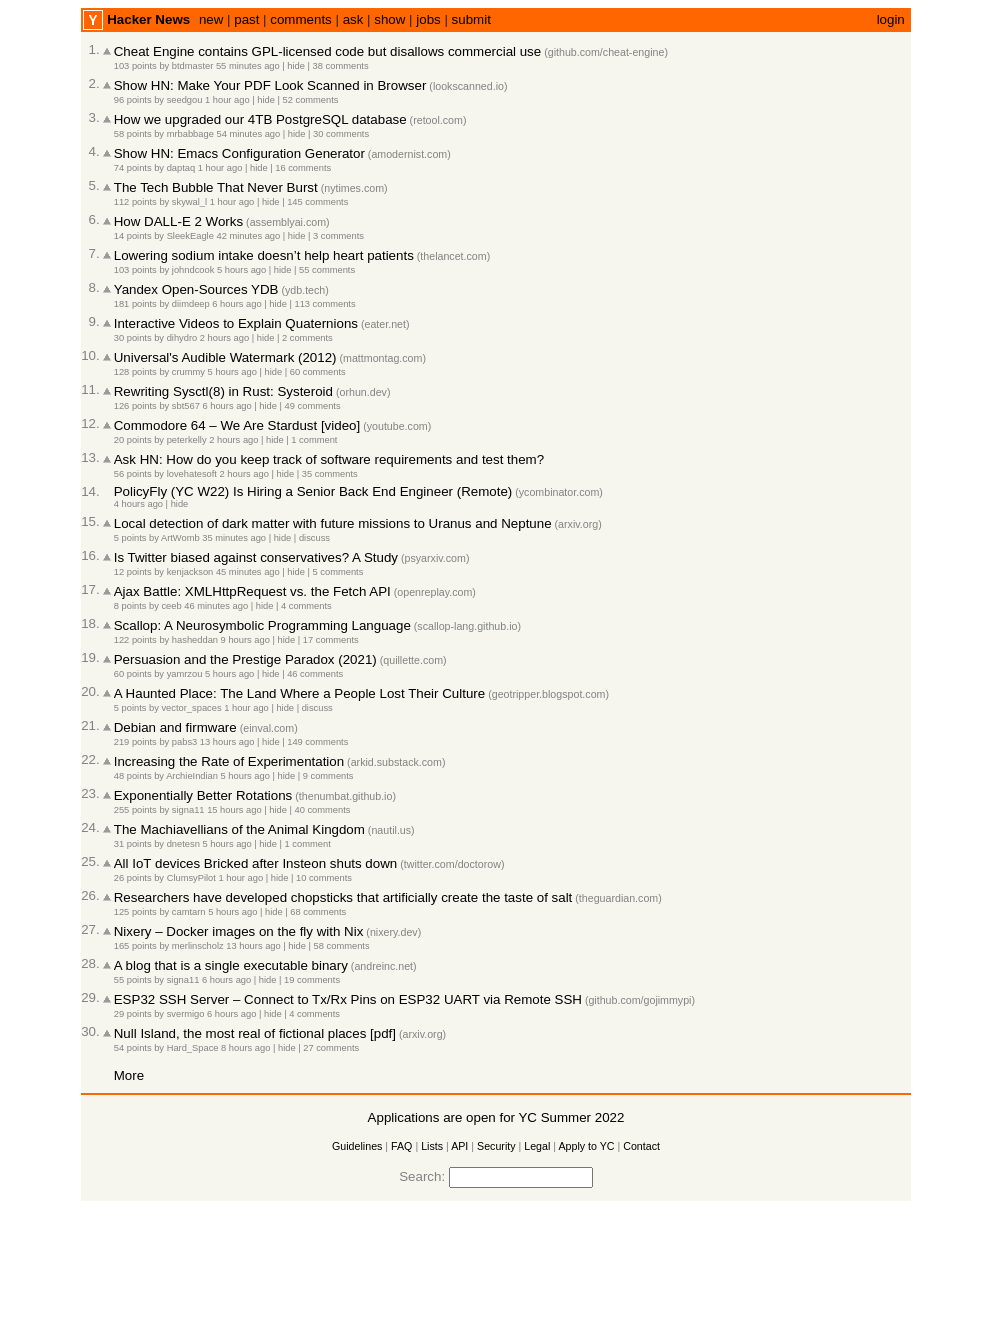 Y Hacker News new | past | comments | ask | show | jobs | submit login
1. Cheat Engine contains GPL-licensed code but disallows commercial use (github.com/cheat-engine)
103 points by btdmaster 55 minutes ago | hide | 38 comments
2. Show HN: Make Your PDF Look Scanned in Browser (lookscanned.io)
96 points by seedgou 1 hour ago | hide | 52 comments
3. How we upgraded our 4TB PostgreSQL database (retool.com)
58 points by mrbabbage 54 minutes ago | hide | 30 comments
4. Show HN: Emacs Configuration Generator (amodernist.com)
74 points by daptaq 1 hour ago | hide | 16 comments
5. The Tech Bubble That Never Burst (nytimes.com)
112 points by skywal_l 1 hour ago | hide | 145 comments
6. How DALL-E 2 Works (assemblyai.com)
14 points by SleekEagle 42 minutes ago | hide | 3 comments
7. Lowering sodium intake doesn’t help heart patients (thelancet.com)
103 points by johndcook 5 hours ago | hide | 55 comments
8. Yandex Open-Sources YDB (ydb.tech)
181 points by diimdeep 6 hours ago | hide | 113 comments
9. Interactive Videos to Explain Quaternions (eater.net)
30 points by dihydro 2 hours ago | hide | 2 comments
10. Universal's Audible Watermark (2012) (mattmontag.com)
128 points by crummy 5 hours ago | hide | 60 comments
11. Rewriting Sysctl(8) in Rust: Systeroid (orhun.dev)
126 points by sbt567 6 hours ago | hide | 49 comments
12. Commodore 64 – We Are Stardust [video] (youtube.com)
20 points by peterkelly 2 hours ago | hide | 1 comment
13. Ask HN: How do you keep track of software requirements and test them?
56 points by lovehatesoft 2 hours ago | hide | 35 comments
14. PolicyFly (YC W22) Is Hiring a Senior Back End Engineer (Remote) (ycombinator.com)
4 hours ago | hide
15. Local detection of dark matter with future missions to Uranus and Neptune (arxiv.org)
5 points by ArtWomb 35 minutes ago | hide | discuss
16. Is Twitter biased against conservatives? A Study (psyarxiv.com)
12 points by kenjackson 45 minutes ago | hide | 5 comments
17. Ajax Battle: XMLHttpRequest vs. the Fetch API (openreplay.com)
8 points by ceeb 46 minutes ago | hide | 4 comments
18. Scallop: A Neurosymbolic Programming Language (scallop-lang.github.io)
122 points by hasheddan 9 hours ago | hide | 17 comments
19. Persuasion and the Prestige Paradox (2021) (quillette.com)
60 points by yamrzou 5 hours ago | hide | 46 comments
20. A Haunted Place: The Land Where a People Lost Their Culture (geotripper.blogspot.com)
5 points by vector_spaces 1 hour ago | hide | discuss
21. Debian and firmware (einval.com)
219 points by pabs3 13 hours ago | hide | 149 comments
22. Increasing the Rate of Experimentation (arkid.substack.com)
48 points by ArchieIndian 5 hours ago | hide | 9 comments
23. Exponentially Better Rotations (thenumbat.github.io)
255 points by signa11 15 hours ago | hide | 40 comments
24. The Machiavellians of the Animal Kingdom (nautil.us)
31 points by dnetesn 5 hours ago | hide | 1 comment
25. All IoT devices Bricked after Insteon shuts down (twitter.com/doctorow)
26 points by ClumsyPilot 1 hour ago | hide | 10 comments
26. Researchers have developed chopsticks that artificially create the taste of salt (theguardian.com)
125 points by camtarn 5 hours ago | hide | 68 comments
27. Nixery – Docker images on the fly with Nix (nixery.dev)
165 points by merlinscholz 13 hours ago | hide | 58 comments
28. A blog that is a single executable binary (andreinc.net)
55 points by signa11 6 hours ago | hide | 19 comments
29. ESP32 SSH Server – Connect to Tx/Rx Pins on ESP32 UART via Remote SSH (github.com/gojimmypi)
29 points by svermigo 6 hours ago | hide | 4 comments
30. Null Island, the most real of fictional places [pdf] (arxiv.org)
54 points by Hard_Space 8 hours ago | hide | 27 comments
More
Applications are open for YC Summer 2022
Guidelines | FAQ | Lists | API | Security | Legal | Apply to YC | Contact
Search: